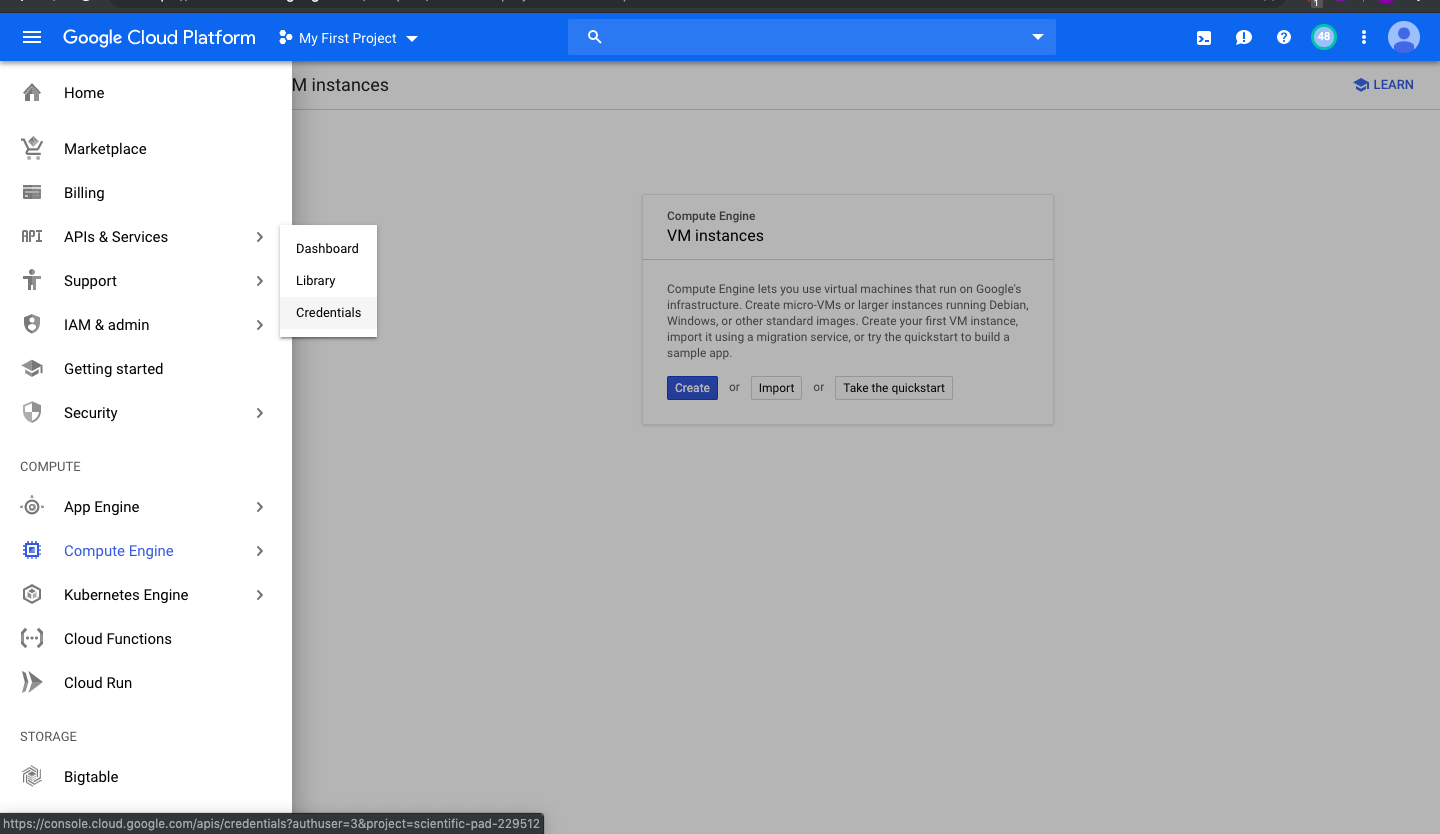 Google Cloud Platform
My First Project
48
Home
Marketplace
Billing
API APIs & Services
Support
IAM & admin
Getting started
Security
COMPUTE
App Engine
Compute Engine
Kubernetes Engine
Cloud Functions
Cloud Run
STORAGE
Bigtable
Dashboard
Library
Credentials
M instances
LEARN
Compute Engine
VM instances
Compute Engine lets you use virtual machines that run on Google's
infrastructure. Create micro-VMs or larger instances running Debian,
Windows, or other standard images. Create your first VM instance,
import it using a migration service, or try the quickstart to build a
sample app.
Create or Import or Take the quickstart
https://console.cloud.google.com/apis/credentials?authuser=3&project=scientific-pad-229512